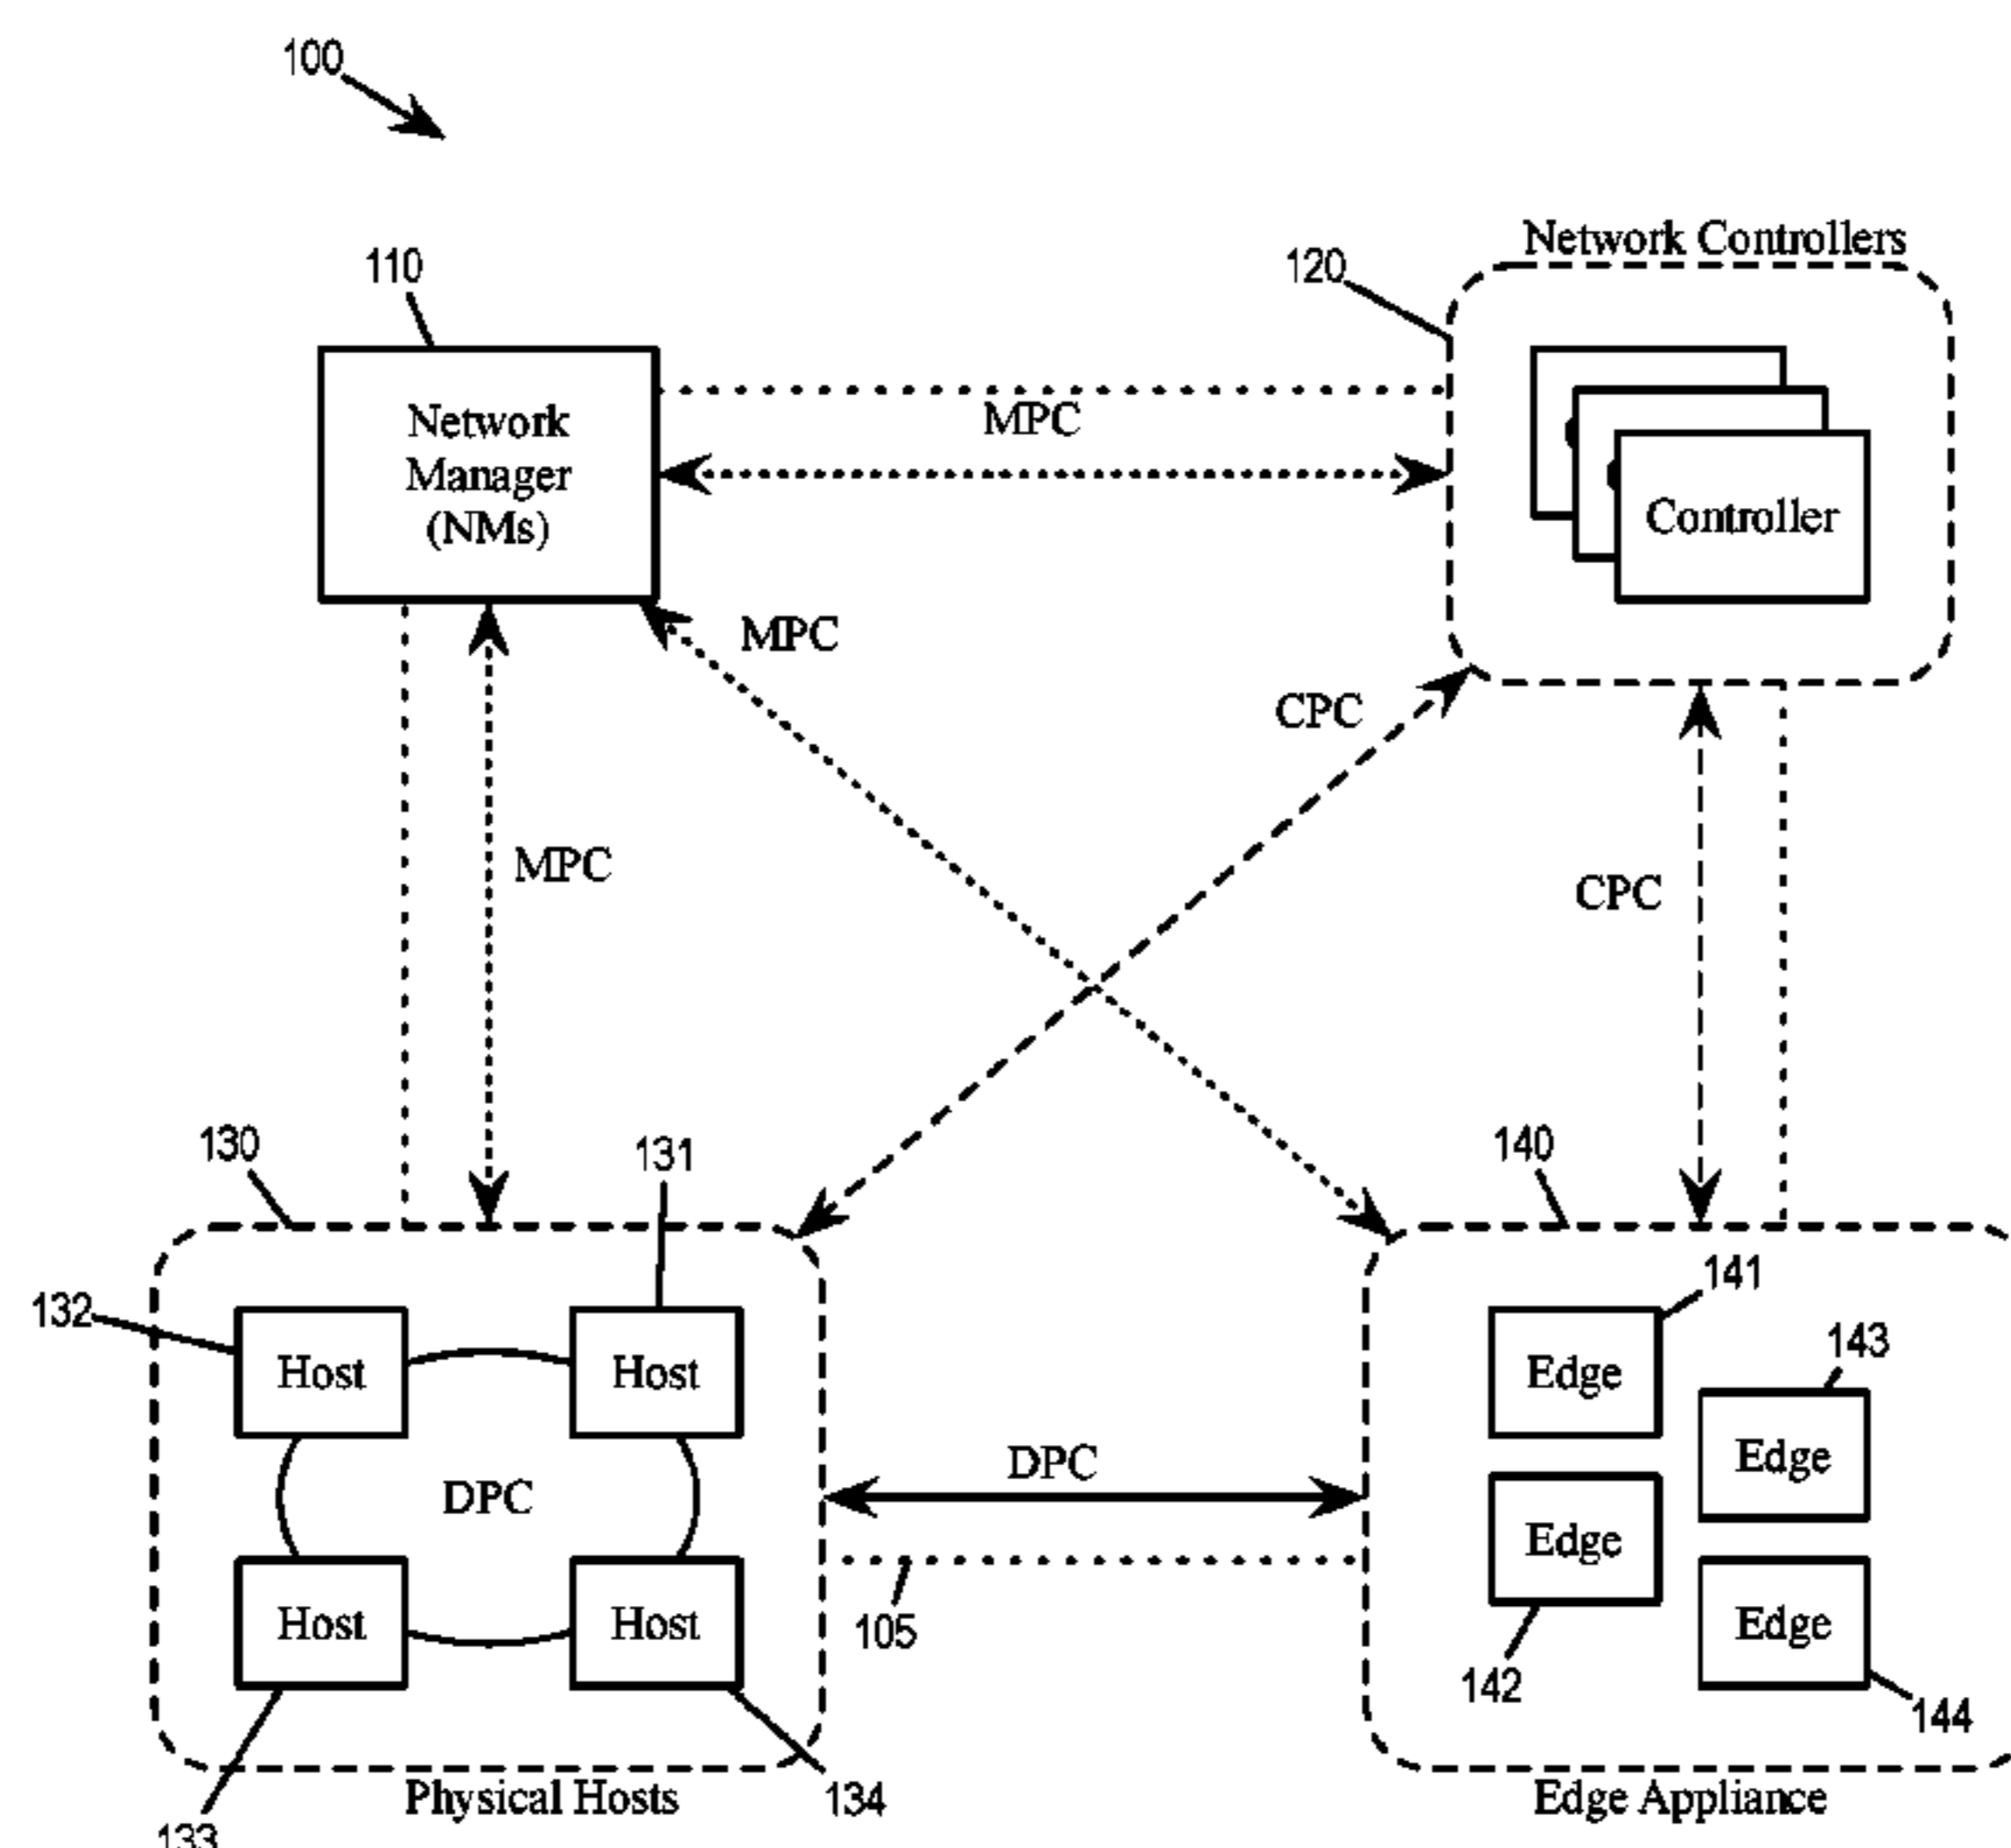 100
Network Controllers
110
120
Network
Manager
(NMs)
MPC
Controller
MPC
CPC
MPC
CPC
130
131
140
141
132
143
Host
Host
Edge
Edge
DPC
DPC
Edge
Host
Host
Edge
105
142
144
Physical Hosts
134
Edge Appliance
133